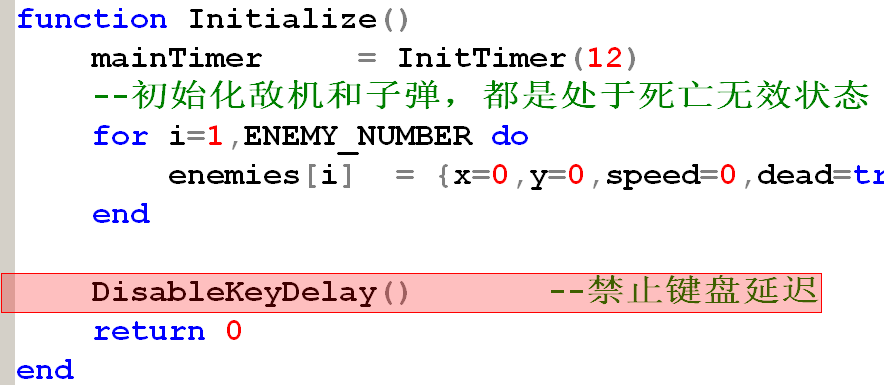 function Initialize()
mainTimer = InitTimer(12)
--初始化敌机和子弹，都是处于死亡无效状态
for i=1,ENEMY_NUMBER do
enemies[i] = {x=0,y=0,speed=0,dead=tr
end
DisableKeyDelay() --禁止键盘延迟
return 0
end